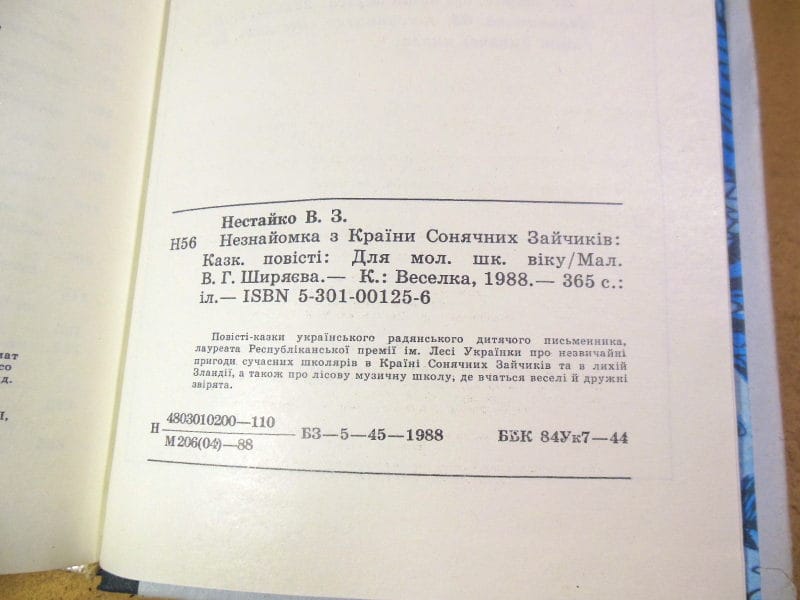 Нестайко В. З.
Н56 Незнайомка з Країни Сонячних Зайчиків:
Казк. повісті: Для мол. шк. віку/Мал.
В. Г. Ширяєва.— К.: Веселка, 1988.— 365 с.:
іл.— ISBN 5-301-00125-6
Повісті-казки українського радянського дитячого письменника,
лауреата Республіканської премії ім. Лесі Українки про незвичайні
пригоди сучасних школярів в Країні Сонячних Зайчиків та в лихій
Зландії, а також про лісову музичну школу, де вчаться веселі й дружні
звірята.
Н 4803010200—110
М206(04)—88
БЗ—5—45—1988
ББК 84Ук7—44